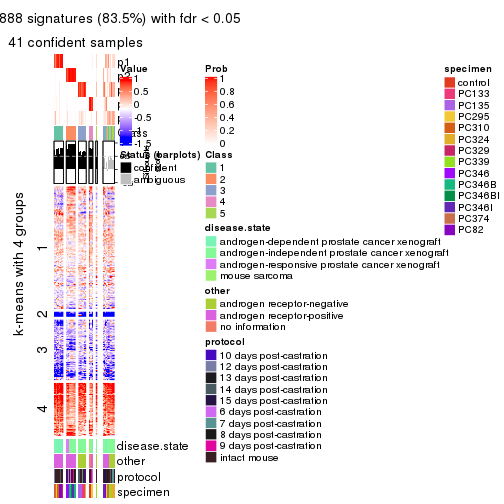 888 signatures (83.5%) with fdr < 0.05
41 confident samples
p1
Class
k-means with 4 groups
1
2
3
4
disease.state
other
protocol
specimen
Value
1
0.5
0
-0.5
-1
-1.5
Status (barplots)
confident
ambiguous
Prob
1
0.8
0.6
0.4
0.2
0
Class
1
2
3
4
5
disease.state
androgen-dependent prostate cancer xenograft
androgen-independent prostate cancer xenograft
androgen-responsive prostate cancer xenograft
mouse sarcoma
other
androgen receptor-negative
androgen receptor-positive
no information
protocol
10 days post-castration
12 days post-castration
13 days post-castration
14 days post-castration
15 days post-castration
6 days post-castration
7 days post-castration
8 days post-castration
9 days post-castration
intact mouse
specimen
control
PC133
PC135
PC295
PC310
PC324
PC329
PC339
PC346
PC346B
PC346BI
PC346I
PC374
PC82